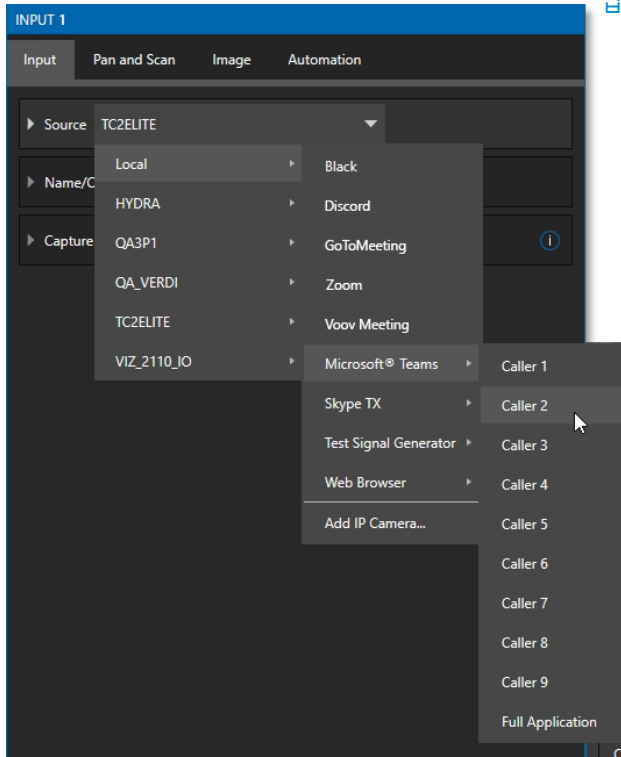 INPUT 1
Input Pan and Scan Image Automation
Source TC2ELITE
Name/C
Capture
Local
HYDRA
QA3P1
QA_VERDI
TC2ELITE
VIZ_2110_IO
Black
Discord
GoToMeeting
Zoom
Voov Meeting
Microsoft® Teams
Skype TX
Test Signal Generator
Web Browser
Add IP Camera...
Caller 1
Caller 2
Caller 3
Caller 4
Caller 5
Caller 6
Caller 7
Caller 8
Caller 9
Full Application